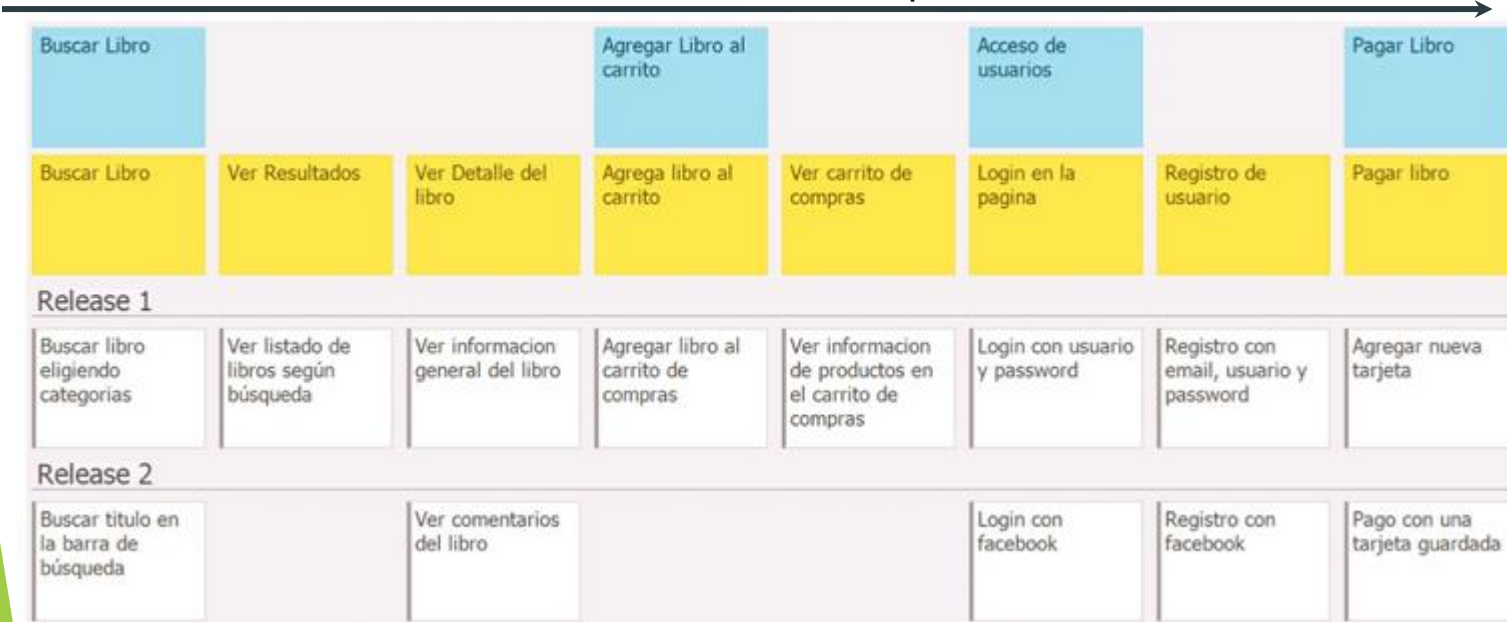 Buscar Libro
Agregar Libro al
carrito
Acceso de
usuarios
Pagar Libro
Buscar Libro
Ver Resultados
Ver Detalle del
libro
Agrega libro al
carrito
Ver carrito de
compras
Login en la
pagina
Registro de
usuario
Pagar libro
Release 1
Buscar libro
eligiendo
categorias
Ver listado de
libros según
búsqueda
Ver informacion
general del libro
Agregar libro al
carrito de
compras
Ver informacion
de productos en
el carrito de
compras
Login con usuario
y password
Registro con
email, usuario y
password
Agregar nueva
tarjeta
Release 2
Buscar titulo en
la barra de
búsqueda
Ver comentarios
del libro
Login con
facebook
Registro con
facebook
Pago con una
tarjeta guardada